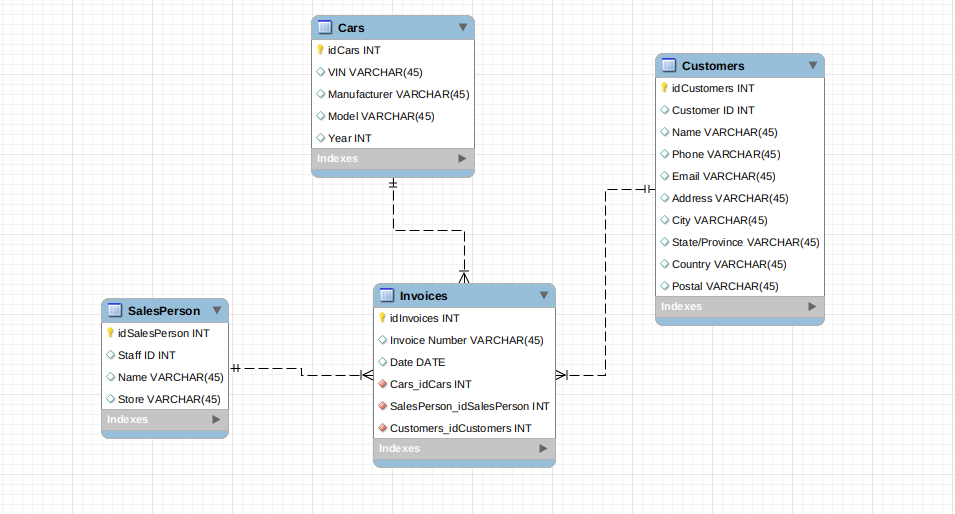 Cars
idCars INT
VIN VARCHAR(45)
Manufacturer VARCHAR(45)
Model VARCHAR(45)
Year INT
Indexes
Customers
idCustomers INT
Customer ID INT
Name VARCHAR(45)
Phone VARCHAR(45)
Email VARCHAR(45)
Address VARCHAR(45)
City VARCHAR(45)
State/Province VARCHAR(45)
Country VARCHAR(45)
Postal VARCHAR(45)
Indexes
SalesPerson
idSalesPerson INT
Staff ID INT
Name VARCHAR(45)
Store VARCHAR(45)
Indexes
Invoices
idInvoices INT
Invoice Number VARCHAR(45)
Date DATE
Cars_idCars INT
SalesPerson_idSalesPerson INT
Customers_idCustomers INT
Indexes